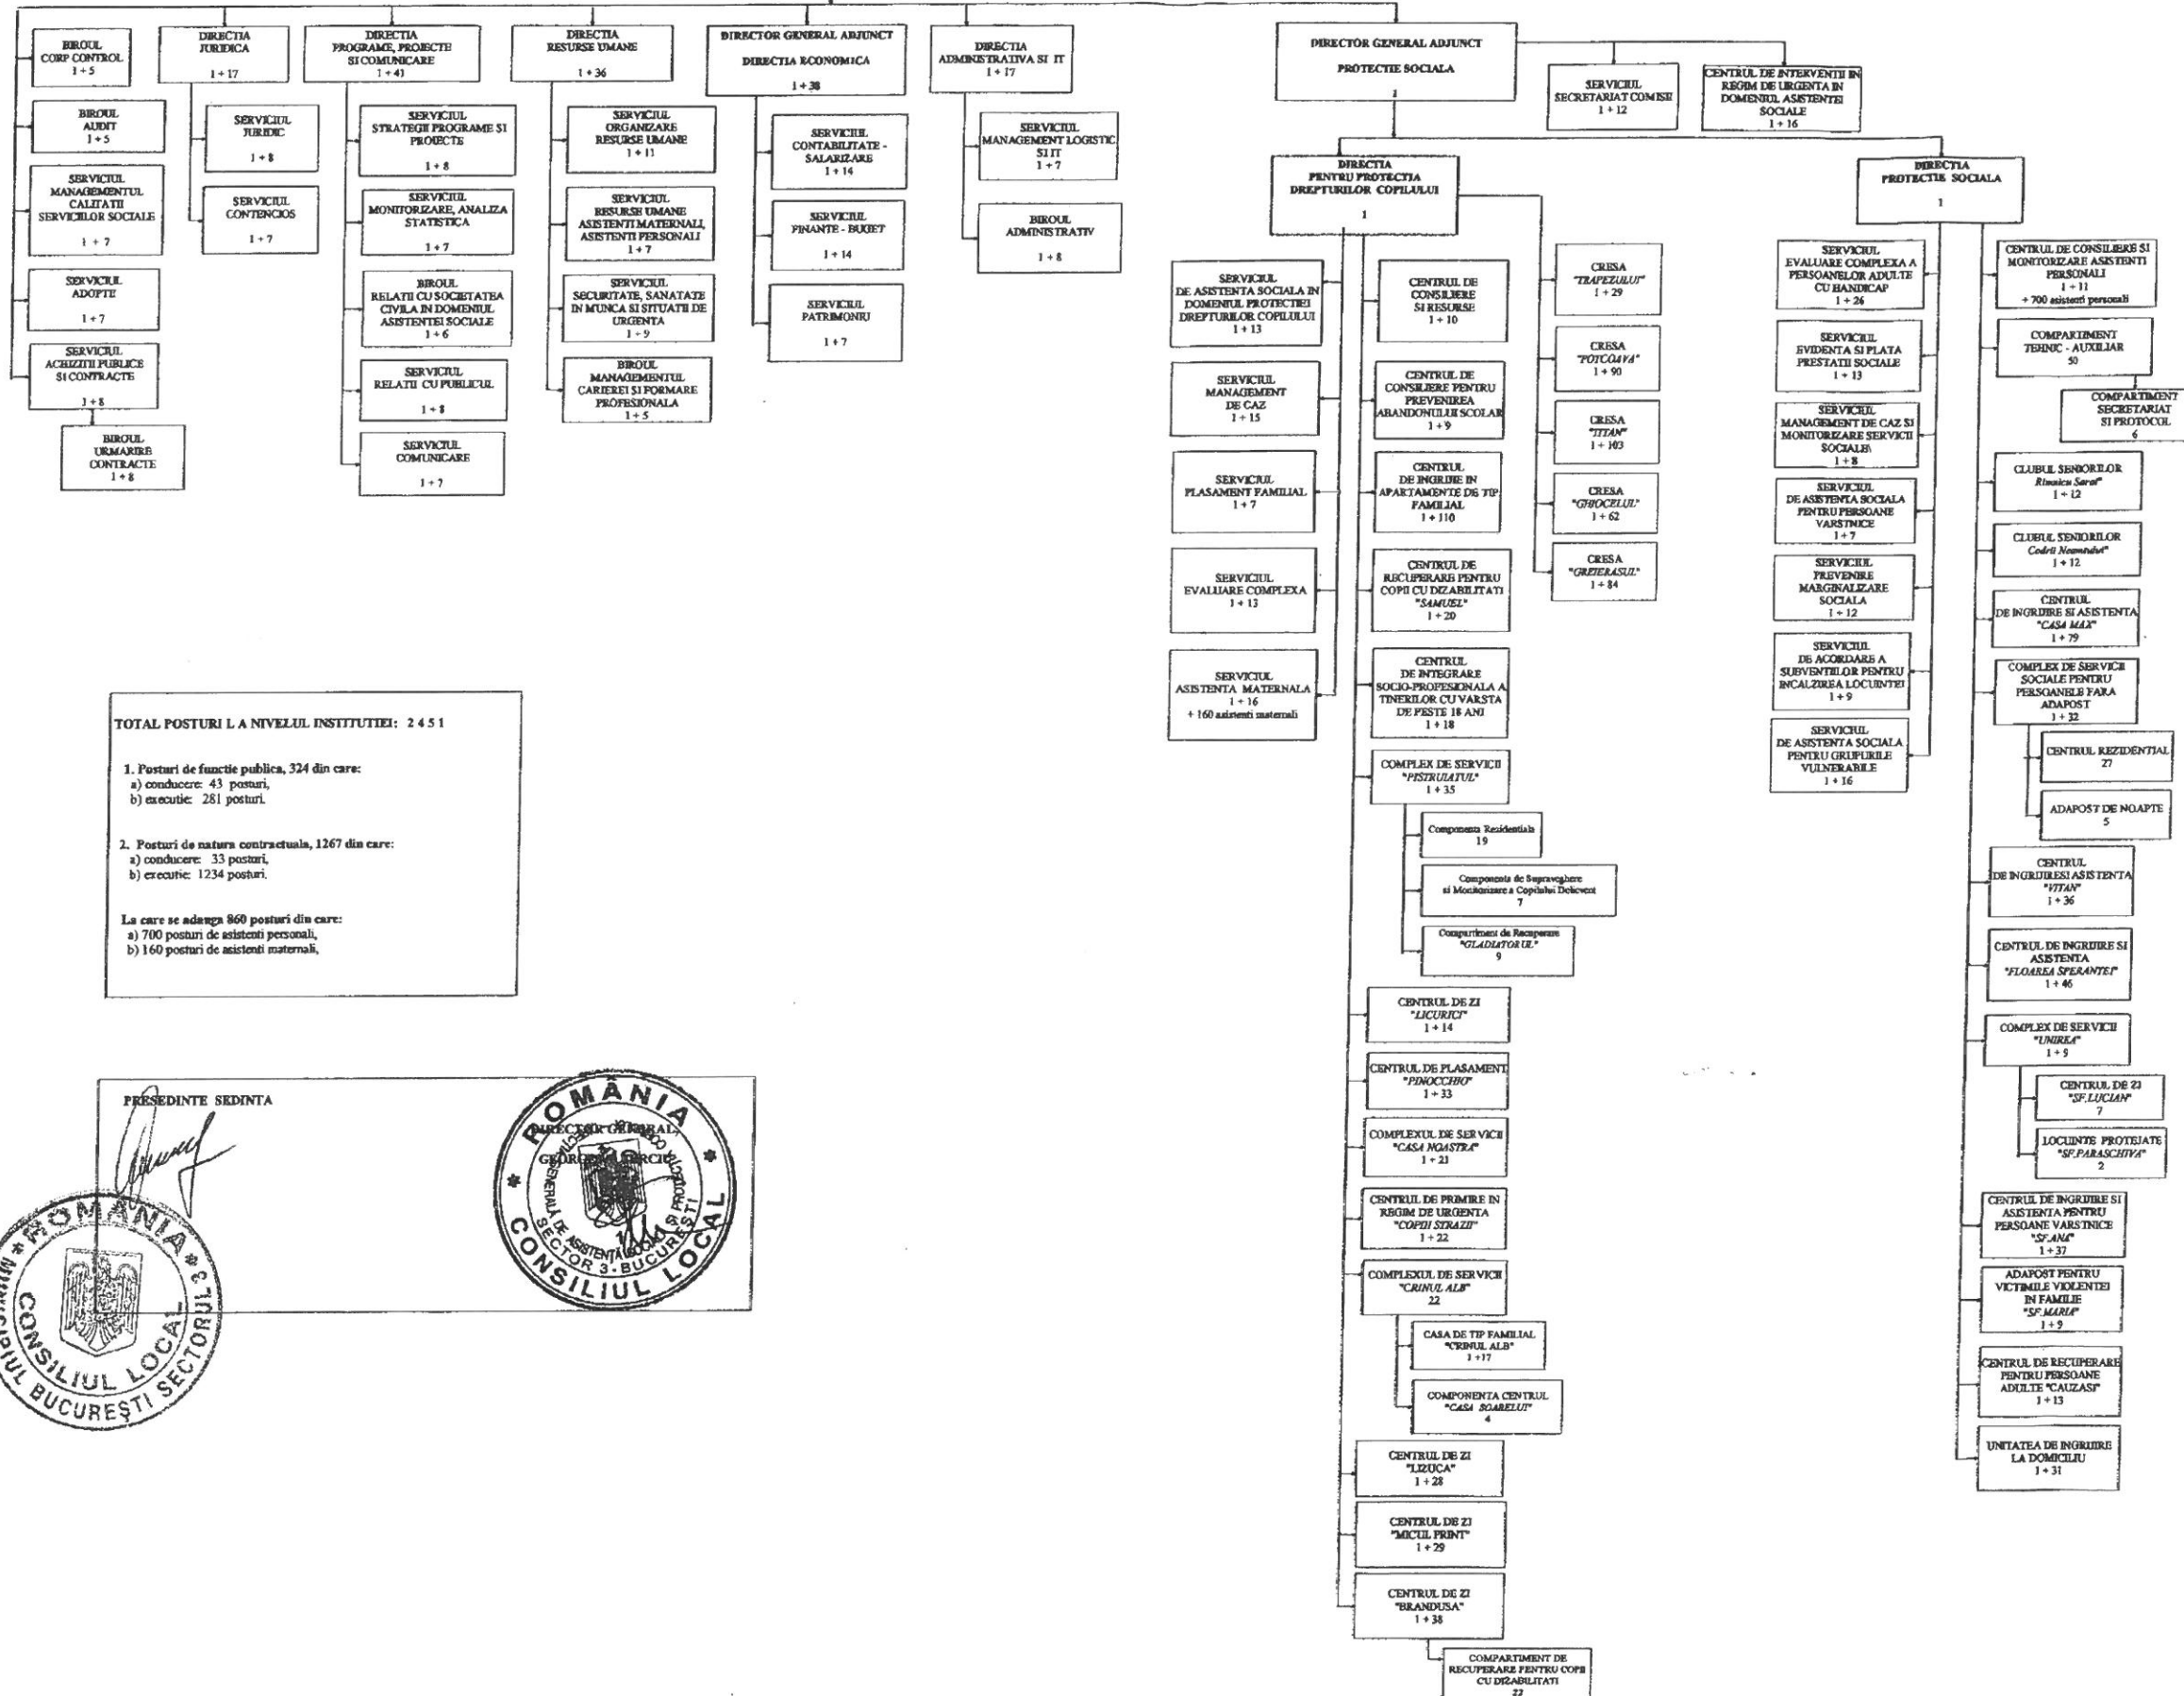 BIROUL
CORP CONTROL
1 + 5
BIROUL
AUDIT
1 + 5
SERVICIUL
MANAGEMENTUL
CALITATII
SERVICIILOR SOCIALE
1 + 7
SERVICIUL
ADOPTII
1 + 7
SERVICIUL
ACHIZITII PUBLICE
SI CONTRACTE
1 + 8
BIROUL
URMARIRE
CONTRACTE
1 + 8
DIRECTIA
JURIDICA
1 + 17
SERVICIUL
JURIDIC
1 + 8
SERVICIUL
CONTENCIOS
1 + 7
DIRECTIA
PROGRAME, PROIECTE
SI COMUNICARE
1 + 41
SERVICIUL
STRATEGII PROGRAME SI
PROIECTE
1 + 8
SERVICIUL
MONITORIZARE, ANALIZA
STATISTICA
1 + 7
BIROUL
RELATII CU SOCIETATEA
CIVILA IN DOMENIUL
ASISTENTEI SOCIALE
1 + 6
SERVICIUL
RELATII CU PUBLICUL
1 + 8
SERVICIUL
COMUNICARE
1 + 7
DIRECTIA
RESURSE UMANE
1 + 36
SERVICIUL
ORGANIZARE
RESURSE UMANE
1 + 11
SERVICIUL
RESURSE UMANE
ASISTENTI MATERNALI,
ASISTENTI PERSONALI
1 + 7
SERVICIUL
SECURITATE, SANATATE
IN MUNCA SI SITUATII DE
URGENTA
1 + 9
BIROUL
MANAGEMENTUL
CARIEREI SI FORMARE
PROFESIONALA
1 + 5
DIRECTOR GENERAL ADJUNCT
DIRECTIA ECONOMICA
1 + 38
SERVICIUL
CONTABILITATE -
SALARIZARE
1 + 14
SERVICIUL
FINANTE - BUGET
1 + 14
SERVICIUL
PATRIMONIU
1 + 7
DIRECTIA
ADMINISTRATIVA SI IT
1 + 17
SERVICIUL
MANAGEMENT LOGISTIC
SI IT
1 + 7
BIROUL
ADMINISTRATIV
1 + 8
DIRECTOR GENERAL ADJUNCT
PROTECTIE SOCIALA
1
SERVICIUL
SECRETARIAT COMISII
1 + 12
CENTRUL DE INTERVENTII IN
REGIM DE URGENTA IN
DOMENIUL ASISTENTEI
SOCIALE
1 + 16
DIRECTIA
PENTRU PROTECTIA
DREPTURILOR COPILULUI
1
SERVICIUL
DE ASISTENTA SOCIALA IN
DOMENIUL PROTECTIEI
DREPTURILOR COPILULUI
1 + 13
SERVICIUL
MANAGEMENT
DE CAZ
1 + 15
SERVICIUL
PLASAMENT FAMILIAL
1 + 7
SERVICIUL
EVALUARE COMPLEXA
1 + 13
SERVICIUL
ASISTENTA MATERNALA
1 + 16
+ 160 asistenti maternali
CENTRUL DE
CONSILIERE
SI RESURSE
1 + 10
CENTRUL DE
CONSILIERE PENTRU
PREVENIREA
ABANDONULUI SCOLAR
1 + 9
CENTRUL
DE INGRIJIRE IN
APARTAMENTE DE TIP
FAMILIAL
1 + 110
CENTRUL DE
RECUPERARE PENTRU
COPII CU DIZABILITATI
"SAMUEL"
1 + 20
CENTRUL
DE INTEGRARE
SOCIO-PROFESIONALA A
TINERILOR CU VARSTA
DE PESTE 18 ANI
1 + 18
COMPLEX DE SERVICII
"PISTRUIATUL"
1 + 35
Componenta Rezidentiala
19
Componenta de Supraveghere
si Monitorizare a Copilului Delicvent
7
Compartiment de Recuperare
"GLADIATORUL"
9
CENTRUL DE ZI
"LICURICI"
1 + 14
CENTRUL DE PLASAMENT
"PINOCCHIO"
1 + 33
COMPLEXUL DE SERVICII
"CASA NOASTRA"
1 + 21
CENTRUL DE PRIMIRE IN
REGIM DE URGENTA
"COPIII STRAZII"
1 + 22
COMPLEXUL DE SERVICII
"CRINUL ALB"
22
CASA DE TIP FAMILIAL
"CRINUL ALB"
1 +17
COMPONENTA CENTRUL
"CASA SOARELUI"
4
CENTRUL DE ZI
"LIZUCA"
1 + 28
CENTRUL DE ZI
"MICUL PRINT"
1 + 29
CENTRUL DE ZI
"BRANDUSA"
1 + 38
COMPARTIMENT DE
RECUPERARE PENTRU COPII
CU DIZABILITATI
22
CRESA
"TRAPEZULUI"
1 + 29
CRESA
"POTCOAVA"
1 + 90
CRESA
"TITAN"
1 + 103
CRESA
"GHIOCELUL"
1 + 62
CRESA
"GREIERASUL"
1 + 84
DIRECTIA
PROTECTIE SOCIALA
1
SERVICIUL
EVALUARE COMPLEXA A
PERSOANELOR ADULTE
CU HANDICAP
1 + 26
SERVICIUL
EVIDENTA SI PLATA
PRESTATII SOCIALE
1 + 13
SERVICIUL
MANAGEMENT DE CAZ SI
MONITORIZARE SERVICII
SOCIALE\
1 + 8
SERVICIUL
DE ASISTENTA SOCIALA
PENTRU PERSOANE
VARSTNICE
1 + 7
SERVICIUL
PREVENIRE
MARGINALIZARE
SOCIALA
1 + 12
SERVICIUL
DE ACORDARE A
SUBVENTIILOR PENTRU
INCALZIREA LOCUINTEI
1 + 9
SERVICIUL
DE ASISTENTA SOCIALA
PENTRU GRUPURILE
VULNERABILE
1 + 16
CENTRUL DE CONSILIERE SI
MONITORIZARE ASISTENTI
PERSONALI
1 + 11
+ 700 asistenti personali
COMPARTIMENT
TEHNIC - AUXILIAR
50
COMPARTIMENT
SECRETARIAT
SI PROTOCOL
6
CLUBUL SENIORILOR
Rimnicu Sarat"
1 + 12
CLUBUL SENIORILOR
Codrii Neamtului"
1 + 12
CENTRUL
DE INGRIJIRE SI ASISTENTA
"CASA MAX"
1 + 79
COMPLEX DE SERVICII
SOCIALE PENTRU
PERSOANELE FARA
ADAPOST
1 + 32
CENTRUL REZIDENTIAL
27
ADAPOST DE NOAPTE
5
CENTRUL
DE INGRIJIRESI ASISTENTA
"VITAN"
1 + 36
CENTRUL DE INGRIJIRE SI
ASISTENTA
"FLOAREA SPERANTEI"
1 + 46
COMPLEX DE SERVICII
"UNIREA"
1 + 9
CENTRUL DE ZI
"SF.LUCIAN"
7
LOCUINTE PROTEJATE
"SF.PARASCHIVA"
2
CENTRUL DE INGRIJIRE SI
ASISTENTA PENTRU
PERSOANE VARSTNICE
"SF.ANA"
1 + 37
ADAPOST PENTRU
VICTIMILE VIOLENTEI
IN FAMILIE
"SF.MARIA"
1 + 9
CENTRUL DE RECUPERARE
PENTRU PERSOANE
ADULTE "CAUZASI"
1 + 13
UNITATEA DE INGRIJIRE
LA DOMICILIU
1 + 31
TOTAL POSTURI L A NIVELUL INSTITUTIEI: 2 4 5 1
1. Posturi de functie publica, 324 din care:
a) conducere: 43 posturi,
b) executie: 281 posturi.
2. Posturi de natura contractuala, 1267 din care:
a) conducere: 33 posturi,
b) executie: 1234 posturi.
La care se adauga 860 posturi din care:
a) 700 posturi de asistenti personali,
b) 160 posturi de asistenti maternali,
PRESEDINTE SEDINTA
DIRECTOR GENERAL,
ROMÂNIA
CONSILIUL LOCAL
GENERALĂ DE ASISTENŢĂ SOCIALĂ ŞI PROTECŢIA
SECTOR 3 - BUCUREŞTI
ROMÂNIA
MUNICIPIUL BUCUREŞTI SECTORUL 3
CONSILIUL LOCAL